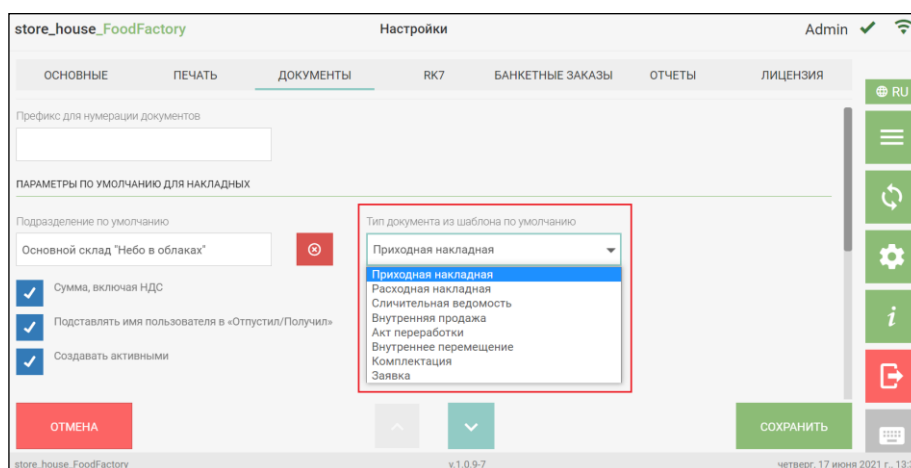 store_house_FoodFactory Настройки Admin
ОСНОВНЫЕ ПЕЧАТЬ ДОКУМЕНТЫ RK7 БАНКЕТНЫЕ ЗАКАЗЫ ОТЧЕТЫ ЛИЦЕНЗИЯ
RU
Префикс для нумерации документов
ПАРАМЕТРЫ ПО УМОЛЧАНИЮ ДЛЯ НАКЛАДНЫХ
Подразделение по умолчанию
Основной склад "Небо в облаках"
Сумма, включая НДС
Подставлять имя пользователя в «Отпустил/Получил»
Создавать активными
Тип документа из шаблона по умолчанию
Приходная накладная
Приходная накладная
Расходная накладная
Сличительная ведомость
Внутренняя продажа
Акт переработки
Внутреннее перемещение
Комплектация
Заявка
ОТМЕНА СОХРАНИТЬ
store_house_FoodFactory v.1.0.9-7 четверг, 17 июня 2021 г., 13: